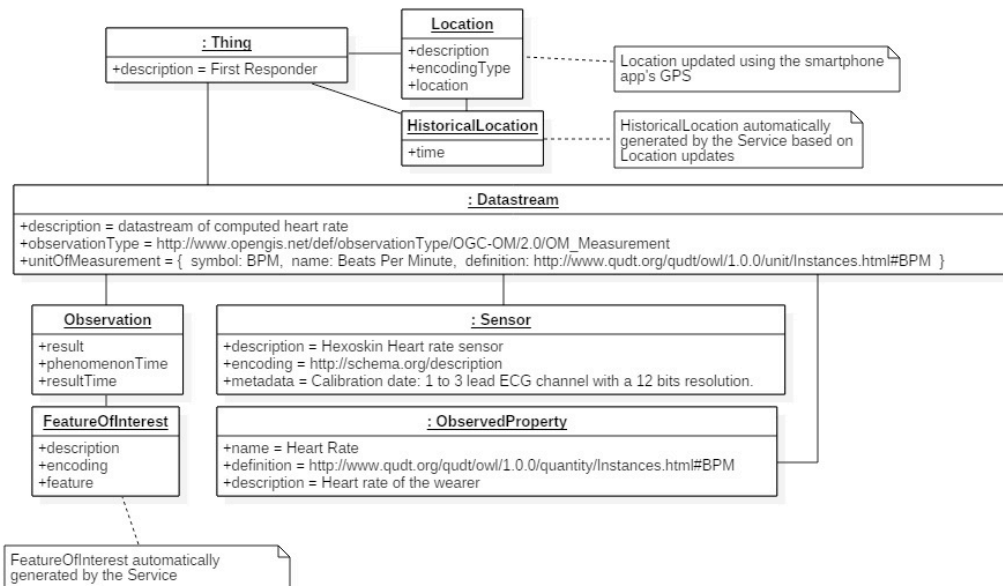 : Thing
+description = First Responder
Location
+description
+encodingType
+location
Location updated using the smartphone
app's GPS
HistoricalLocation
+time
HistoricalLocation automatically
generated by the Service based on
Location updates
: Datastream
+description = datastream of computed heart rate
+observationType = http://www.opengis.net/def/observationType/OGC-OM/2.0/OM_Measurement
+unitOfMeasurement = { symbol: BPM, name: Beats Per Minute, definition: http://www.qudt.org/qudt/owl/1.0.0/unit/Instances.html#BPM }
Observation
+result
+phenomenonTime
+resultTime
: Sensor
+description = Hexoskin Heart rate sensor
+encoding = http://schema.org/description
+metadata = Calibration date: 1 to 3 lead ECG channel with a 12 bits resolution.
FeatureOfInterest
+description
+encoding
+feature
: ObservedProperty
+name = Heart Rate
+definition = http://www.qudt.org/qudt/owl/1.0.0/quantity/Instances.html#BPM
+description = Heart rate of the wearer
FeatureOfInterest automatically
generated by the Service